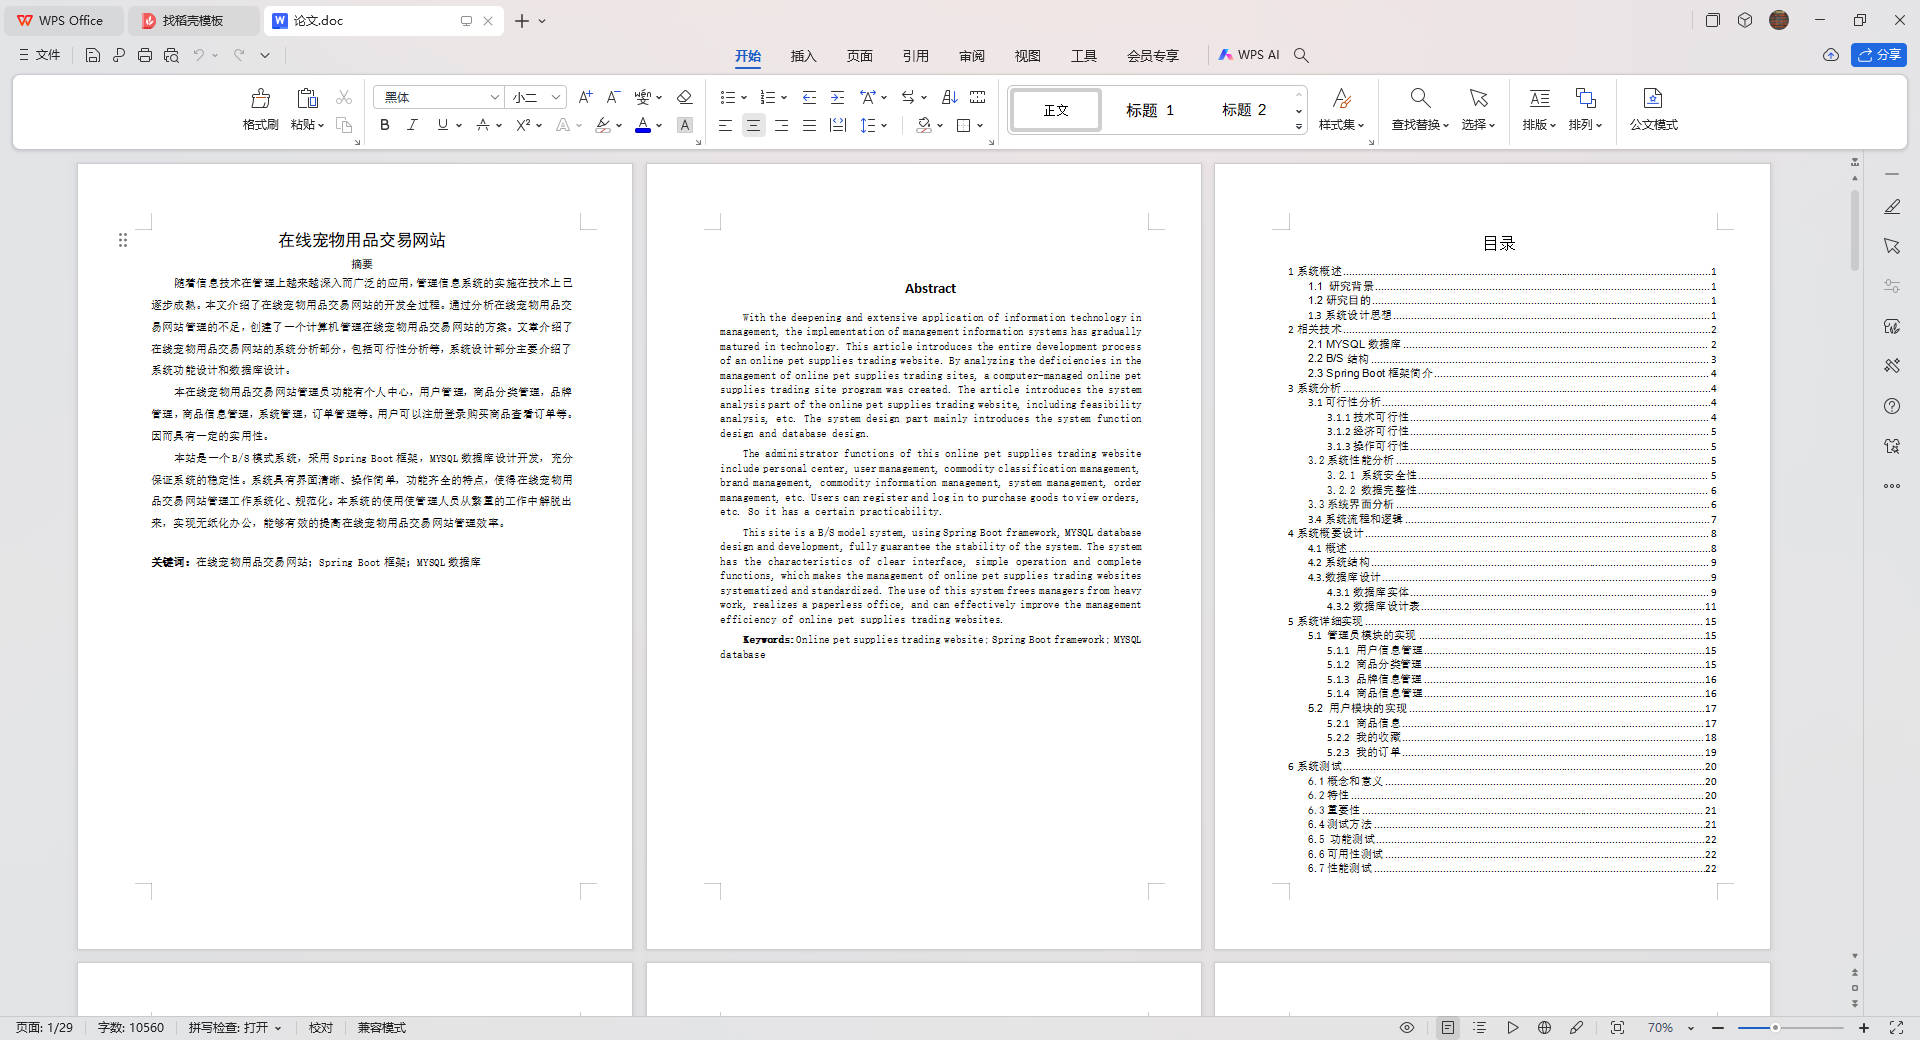 WPS Office
找稻壳模板
论文.doc
文件
开始
插入
页面
引用
审阅
视图
工具
会员专享
WPS AI
分享
格式刷
粘贴
黑体
小二
正文
标题 1
标题 2
样式集
查找替换
选择
排版
排列
公文模式
在线宠物用品交易网站
摘要
随着信息技术在管理上越来越深入而广泛的应用，管理信息系统的实施在技术上已
逐步成熟。本文介绍了在线宠物用品交易网站的开发全过程。通过分析在线宠物用品交
易网站管理的不足，创建了一个计算机管理在线宠物用品交易网站的方案。文章介绍了
在线宠物用品交易网站的系统分析部分，包括可行性分析等，系统设计部分主要介绍了
系统功能设计和数据库设计。
本在线宠物用品交易网站管理员功能有个人中心，用户管理，商品分类管理，品牌
管理，商品信息管理，系统管理，订单管理等。用户可以注册登录购买商品查看订单等。
因而具有一定的实用性。
本站是一个B/S模式系统，采用Spring Boot框架，MYSQL数据库设计开发，充分
保证系统的稳定性。系统具有界面清晰、操作简单，功能齐全的特点，使得在线宠物用
品交易网站管理工作系统化、规范化。本系统的使用使管理人员从繁重的工作中解脱出
来，实现无纸化办公，能够有效的提高在线宠物用品交易网站管理效率。
关键词：在线宠物用品交易网站；Spring Boot框架；MYSQL数据库
Abstract
With the deepening and extensive application of information technology in
management, the implementation of management information systems has gradually
matured in technology. This article introduces the entire development process
of an online pet supplies trading website. By analyzing the deficiencies in the
management of online pet supplies trading sites, a computer-managed online pet
supplies trading site program was created. The article introduces the system
analysis part of the online pet supplies trading website, including feasibility
analysis, etc. The system design part mainly introduces the system function
design and database design.
The administrator functions of this online pet supplies trading website
include personal center, user management, commodity classification management,
brand management, commodity information management, system management, order
management, etc. Users can register and log in to purchase goods to view orders,
etc. So it has a certain practicability.
This site is a B/S model system, using Spring Boot framework, MYSQL database
design and development, fully guarantee the stability of the system. The system
has the characteristics of clear interface, simple operation and complete
functions, which makes the management of online pet supplies trading websites
systematized and standardized. The use of this system frees managers from heavy
work, realizes a paperless office, and can effectively improve the management
efficiency of online pet supplies trading websites.
Keywords: Online pet supplies trading website; Spring Boot framework; MYSQL
database
目录
1 系统概述 1
1.1 研究背景 1
1.2 研究目的 1
1.3 系统设计思想 1
2 相关技术 2
2.1 MYSQL 数据库 2
2.2 B/S 结构 3
2.3 Spring Boot 框架简介 4
3 系统分析 4
3.1 可行性分析 4
3.1.1 技术可行性 4
3.1.2 经济可行性 5
3.1.3 操作可行性 5
3.2 系统性能分析 5
3.2.1 系统安全性 5
3.2.2 数据完整性 6
3.3 系统界面分析 6
3.4 系统流程和逻辑 7
4 系统概要设计 8
4.1 概述 8
4.2 系统结构 9
4.3.数据库设计 9
4.3.1 数据库实体 9
4.3.2 数据库设计表 11
5 系统详细实现 15
5.1 管理员模块的实现 15
5.1.1 用户信息管理 15
5.1.2 商品分类管理 15
5.1.3 品牌信息管理 16
5.1.4 商品信息管理 16
5.2 用户模块的实现 17
5.2.1 商品信息 17
5.2.2 我的收藏 18
5.2.3 我的订单 19
6 系统测试 20
6.1 概念和意义 20
6.2 特性 20
6.3 重要性 21
6.4 测试方法 21
6.5 功能测试 22
6.6 可用性测试 22
6.7 性能测试 22
页面: 1/29
字数: 10560
拼写检查: 打开
校对
兼容模式
70%